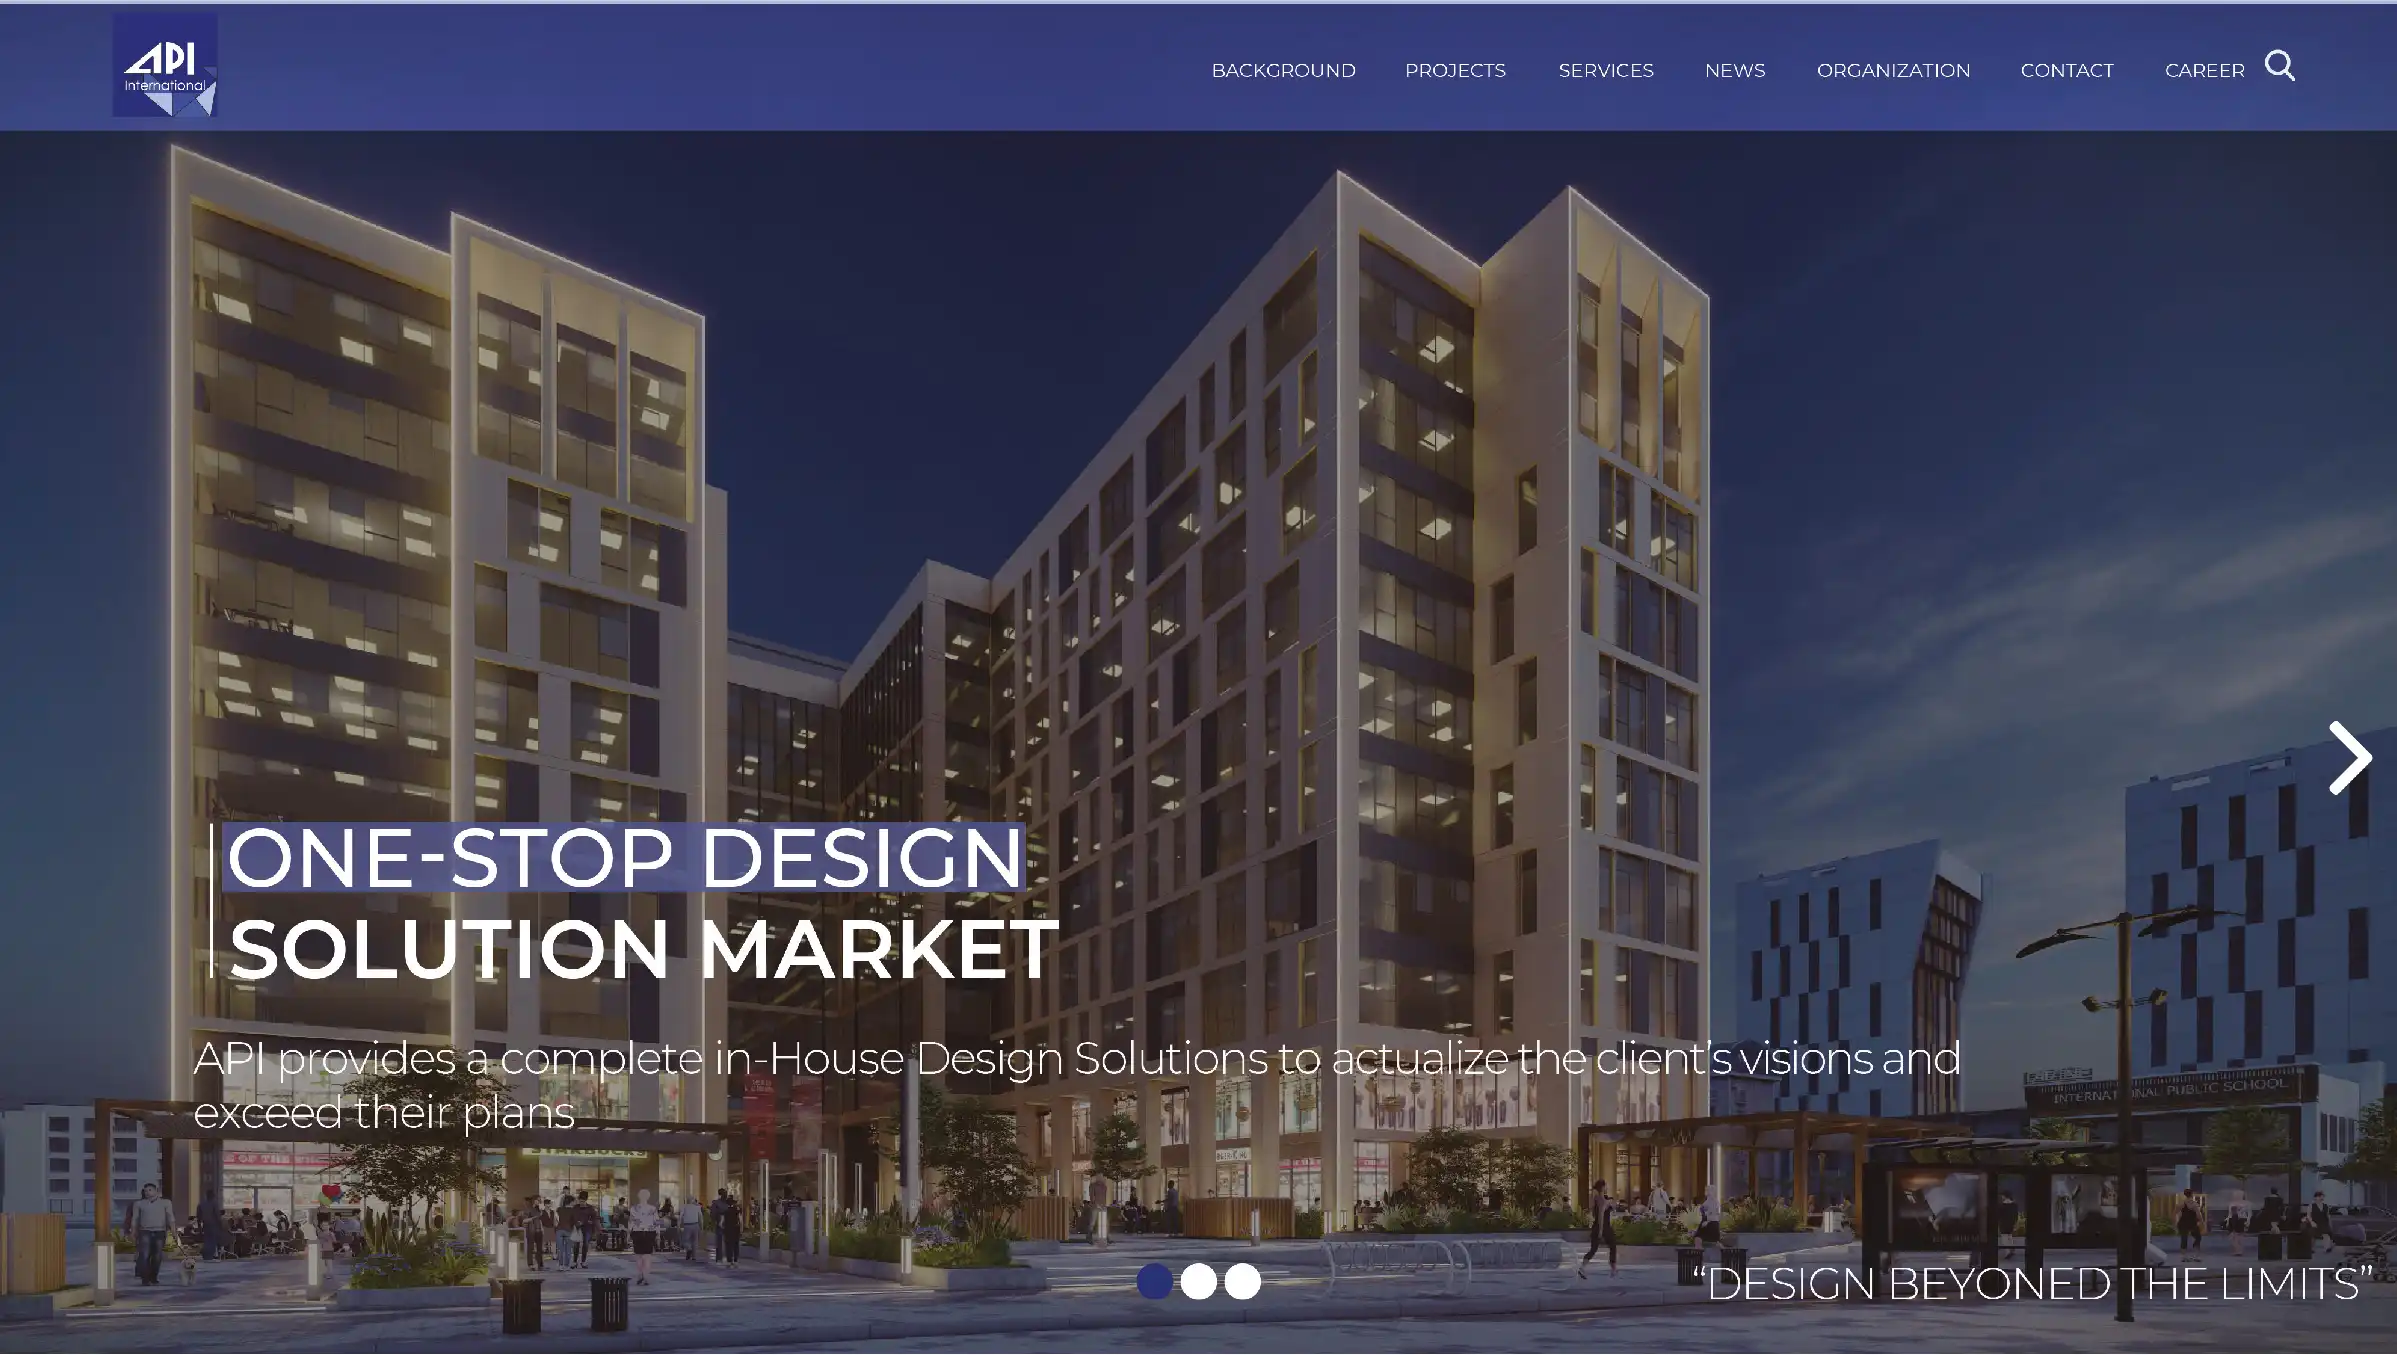 API
International
BACKGROUND PROJECTS SERVICES NEWS ORGANIZATION CONTACT CAREER
ONE-STOP DESIGN
SOLUTION MARKET
API provides a complete in-House Design Solutions to actualize the client's visions and
exceed their plans
INTERNATIONAL PUBLIC SCHOOL
STARBUCKS
“DESIGN BEYONED THE LIMITS”